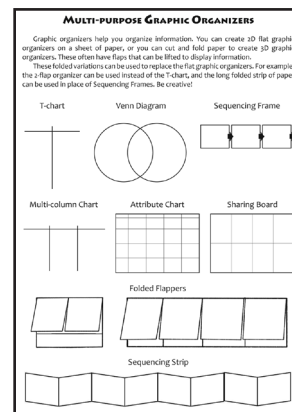 MULTI-PURPOSE GRAPHIC ORGANIZERS
Graphic organizers help you organize information. You can create 2D flat graphi
organizers on a sheet of paper, or you can cut and fold paper to create 3D graphi
organizers. These often have flaps that can be lifted to display information.
These folded variations can be used to replace the flat graphic organizers. For example
the 2-flap organizer can be used instead of the T-chart, and the long folded strip of pape
can be used in place of Sequencing Frames. Be creative!
T-chart
Venn Diagram
Sequencing Frame
Multi-column Chart
Attribute Chart
Sharing Board
Folded Flappers
Sequencing Strip